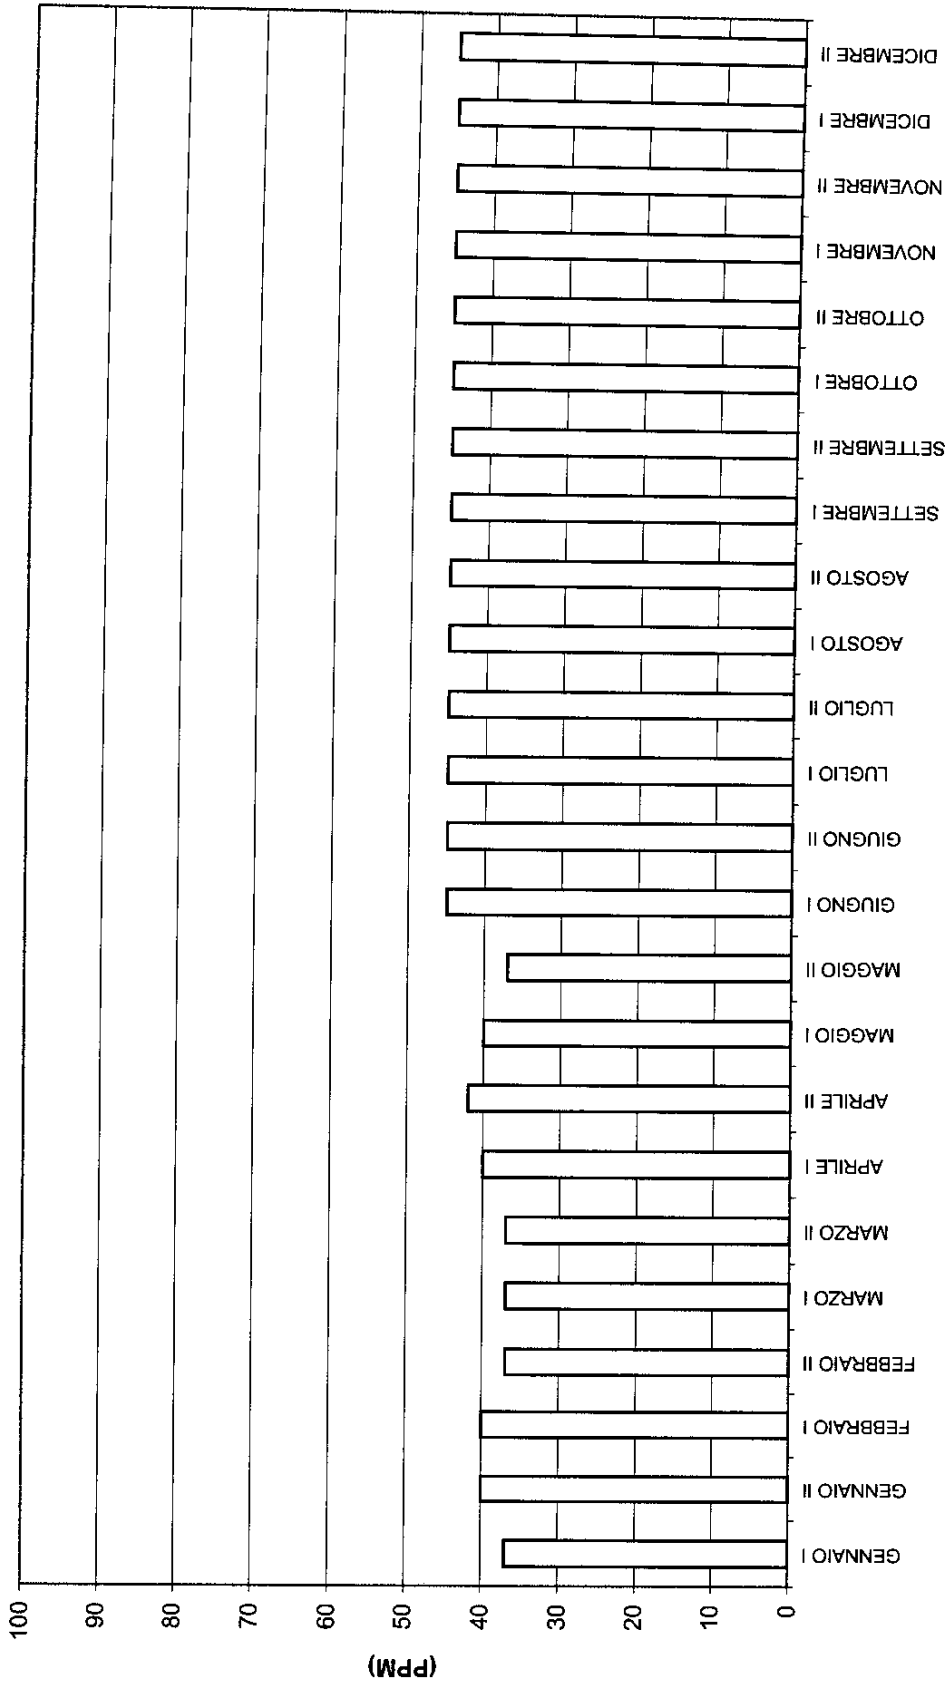 (PPM)
100
90
80
70
60
50
40
30
20
10
0
GENNAIO I
GENNAIO II
FEBBRAIO I
FEBBRAIO II
MARZO I
MARZO II
APRILE I
APRILE II
MAGGIO I
MAGGIO II
GIUGNO I
GIUGNO II
LUGLIO I
LUGLIO II
AGOSTO I
AGOSTO II
SETTEMBRE I
SETTEMBRE II
OTTOBRE I
OTTOBRE II
NOVEMBRE I
NOVEMBRE II
DICEMBRE I
DICEMBRE II